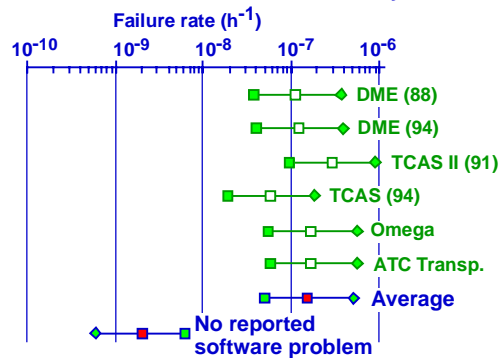 Failure rate (h⁻¹)
10⁻¹⁰ 10⁻⁹ 10⁻⁸ 10⁻⁷ 10⁻⁶
DME (88)
DME (94)
TCAS II (91)
TCAS (94)
Omega
ATC Transp.
Average
No reported
software problem